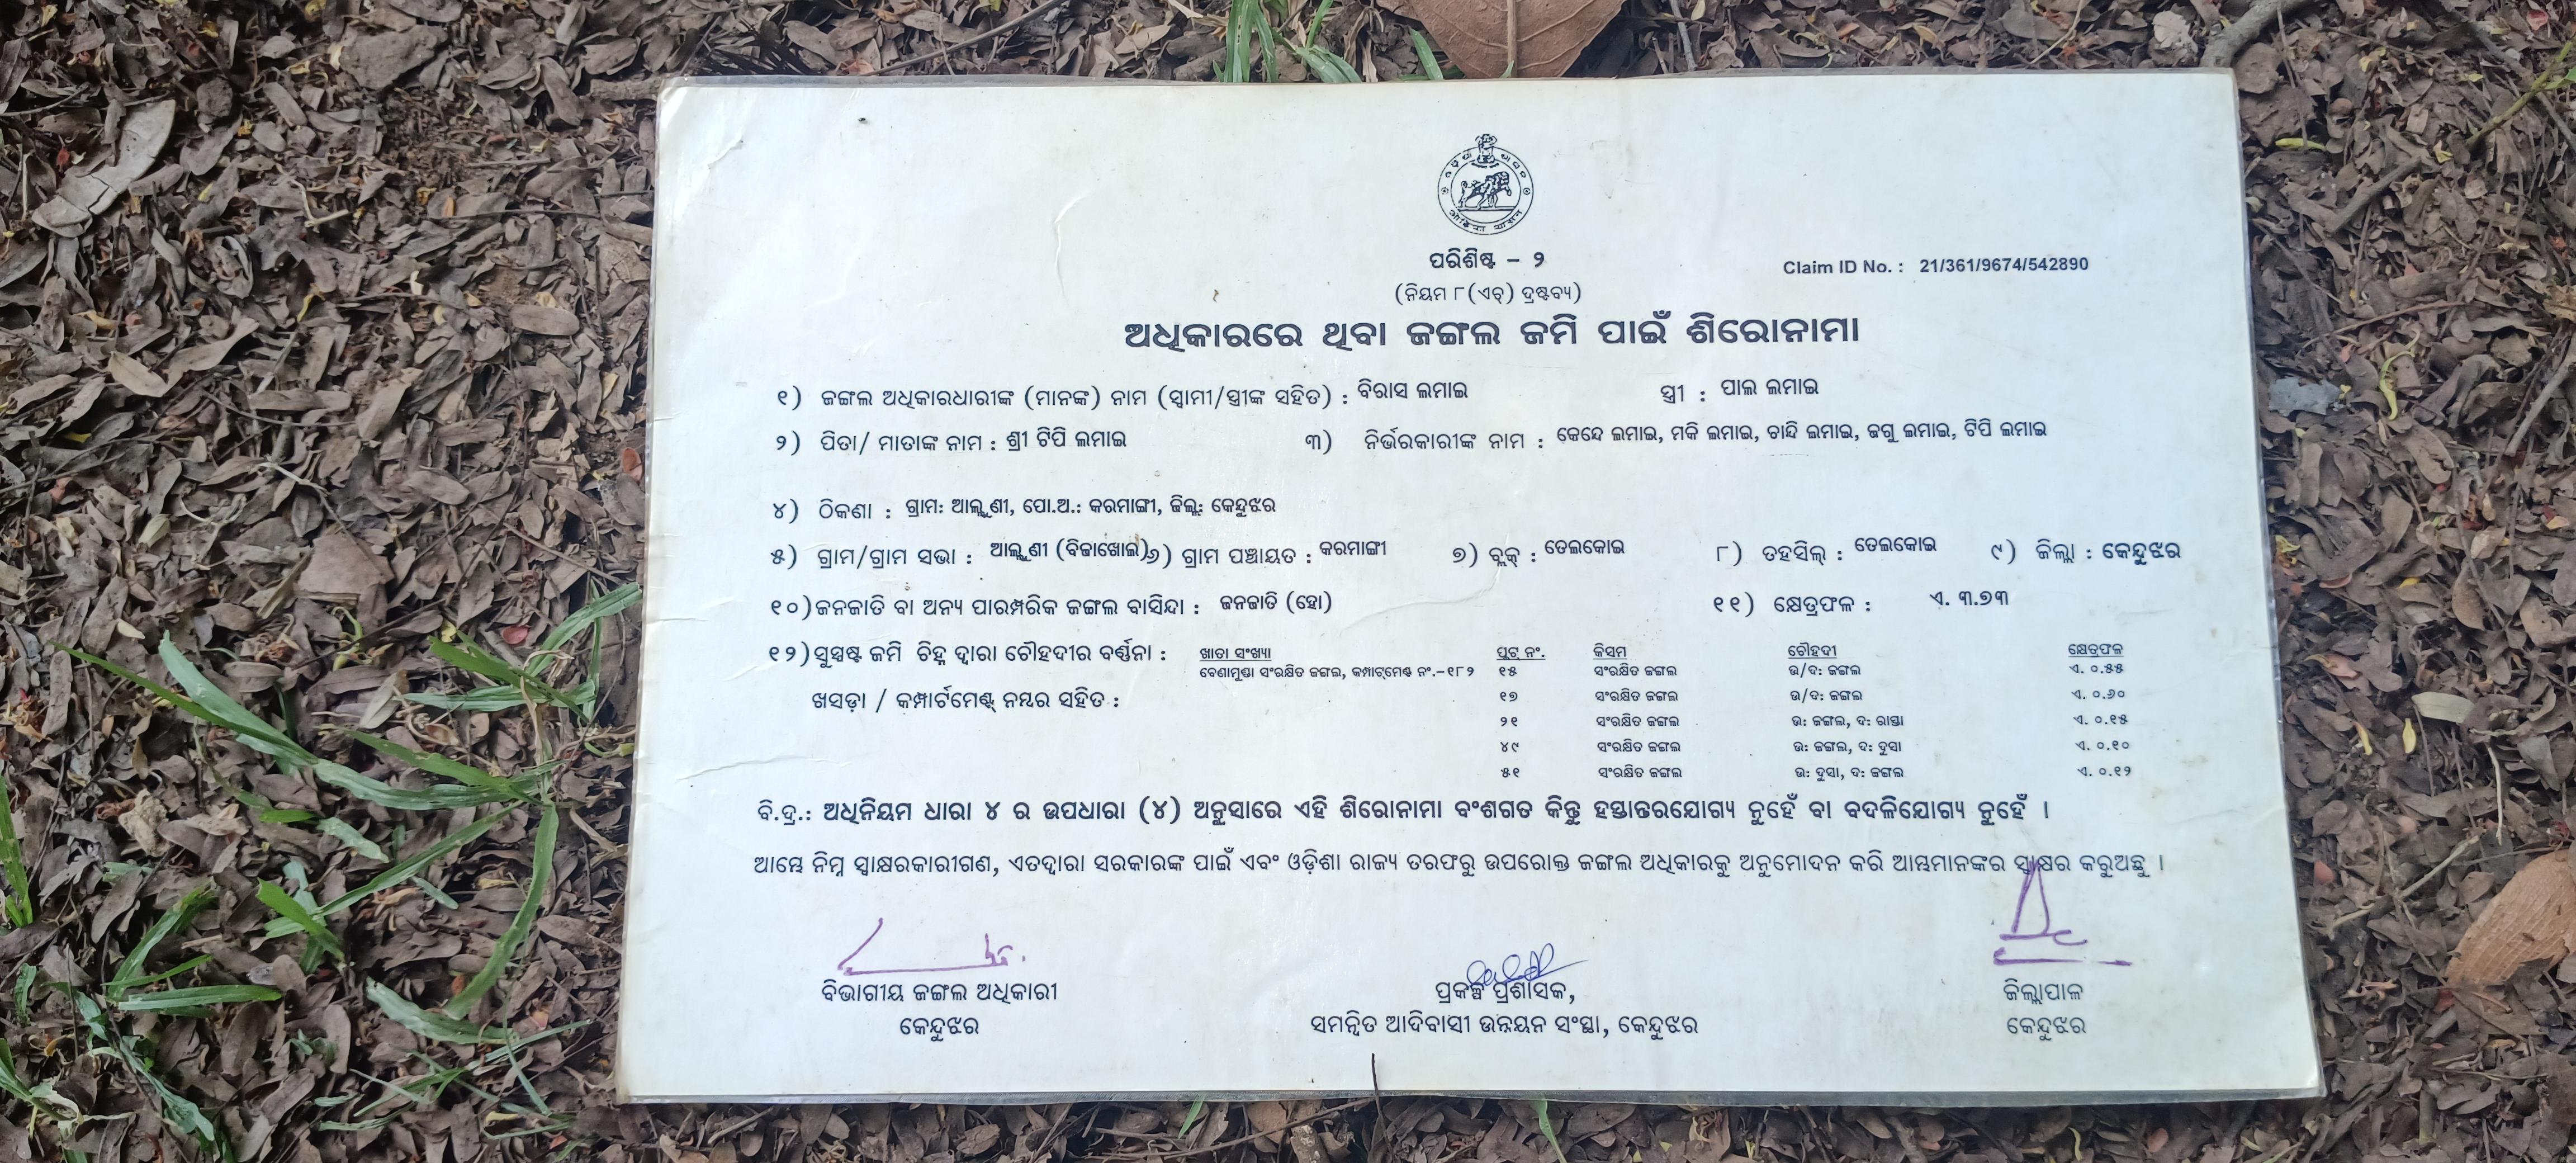 ପରିଶିଷ୍ଟ – ୨
Claim ID No. : 21/361/9674/542890
(ନିୟମ ୮(ଏଚ୍) ଦ୍ରଷ୍ଟବ୍ୟ)
ଅଧିକାରରେ ଥିବା ଜଙ୍ଗଲ ଜମି ପାଇଁ ଶିରୋନାମା
୧) ଜଙ୍ଗଲ ଅଧିକାରଧାରୀଙ୍କ (ମାନଙ୍କ) ନାମ (ସ୍ୱାମୀ/ସ୍ତ୍ରୀଙ୍କ ସହିତ) : ବିରାସ ଲମାଇ ସ୍ତ୍ରୀ : ପାଲ ଲମାଇ
୨) ପିତା/ ମାତାଙ୍କ ନାମ : ଶ୍ରୀ ଟିପି ଲମାଇ ୩) ନିର୍ଭରକାରୀଙ୍କ ନାମ : କେନ୍ଦେ ଲମାଇ, ମକି ଲମାଇ, ଚାନ୍ଦି ଲମାଇ, ଜଗୁ ଲମାଇ, ଟିପି ଲମାଇ
୪) ଠିକଣା : ଗ୍ରାମ: ଆଲ୍ଲୁଣୀ, ପୋ.ଅ.: କରମାଙ୍ଗୀ, ଜିଲ୍ଲା: କେନ୍ଦୁଝର
୫) ଗ୍ରାମ/ଗ୍ରାମ ସଭା : ଆଲ୍ଲୁଣୀ (ବିଜାଖୋଲ) ୬) ଗ୍ରାମ ପଞ୍ଚାୟତ : କରମାଙ୍ଗୀ ୭) ବ୍ଲକ୍ : ତେଲକୋଇ ୮) ତହସିଲ୍ : ତେଲକୋଇ ୯) ଜିଲ୍ଲା : କେନ୍ଦୁଝର
୧୦)ଜନଜାତି ବା ଅନ୍ୟ ପାରମ୍ପରିକ ଜଙ୍ଗଲ ବାସିନ୍ଦା : ଜନଜାତି (ହୋ) ୧୧) କ୍ଷେତ୍ରଫଳ : ଏ. ୩.୭୩
୧୨)ସୁସ୍ପଷ୍ଟ ଜମି ଚିହ୍ନ ଦ୍ୱାରା ଚୌହଦୀର ବର୍ଣ୍ଣନା : ଖାତା ସଂଖ୍ୟା ପ୍ଲଟ୍ ନଂ. କିସମ ଚୌହଦୀ କ୍ଷେତ୍ରଫଳ
ବେଣାମୁଣ୍ଡା ସଂରକ୍ଷିତ ଜଙ୍ଗଲ, କମ୍ପାଟ୍‌ମେଣ୍ଟ ନଂ.-୧୮୨ ୧୫ ସଂରକ୍ଷିତ ଜଙ୍ଗଲ ଉ/ଦ: ଜଙ୍ଗଲ ଏ. ୦.୫୫
ଖସଡ଼ା / କମ୍ପାର୍ଟମେଣ୍ଟ୍ ନମ୍ବର ସହିତ : ୧୭ ସଂରକ୍ଷିତ ଜଙ୍ଗଲ ଉ/ଦ: ଜଙ୍ଗଲ ଏ. ୦.୬୦
୨୧ ସଂରକ୍ଷିତ ଜଙ୍ଗଲ ଉ: ଜଙ୍ଗଲ, ଦ: ରାସ୍ତା ଏ. ୦.୧୫
୪୯ ସଂରକ୍ଷିତ ଜଙ୍ଗଲ ଉ: ଜଙ୍ଗଲ, ଦ: ଦୁସା ଏ. ୦.୧୦
୫୧ ସଂରକ୍ଷିତ ଜଙ୍ଗଲ ଉ: ଦୁସା, ଦ: ଜଙ୍ଗଲ ଏ. ୦.୧୨
ବି.ଦ୍ର.: ଅଧିନିୟମ ଧାରା ୪ ର ଉପଧାରା (୪) ଅନୁସାରେ ଏହି ଶିରୋନାମା ବଂଶଗତ କିନ୍ତୁ ହସ୍ତାନ୍ତରଯୋଗ୍ୟ ନୁହେଁ ବା ବଦଳିଯୋଗ୍ୟ ନୁହେଁ ।
ଆମ୍ଭେ ନିମ୍ନ ସ୍ୱାକ୍ଷରକାରୀଗଣ, ଏତଦ୍ୱାରା ସରକାରଙ୍କ ପାଇଁ ଏବଂ ଓଡ଼ିଶା ରାଜ୍ୟ ତରଫରୁ ଉପରୋକ୍ତ ଜଙ୍ଗଲ ଅଧିକାରକୁ ଅନୁମୋଦନ କରି ଆମ୍ଭମାନଙ୍କର ସ୍ୱାକ୍ଷର କରୁଅଛୁ ।
ବିଭାଗୀୟ ଜଙ୍ଗଲ ଅଧିକାରୀ
କେନ୍ଦୁଝର
ପ୍ରକଳ୍ପ ପ୍ରଶାସକ,
ସମନ୍ୱିତ ଆଦିବାସୀ ଉନ୍ନୟନ ସଂସ୍ଥା, କେନ୍ଦୁଝର
ଜିଲ୍ଲାପାଳ
କେନ୍ଦୁଝର